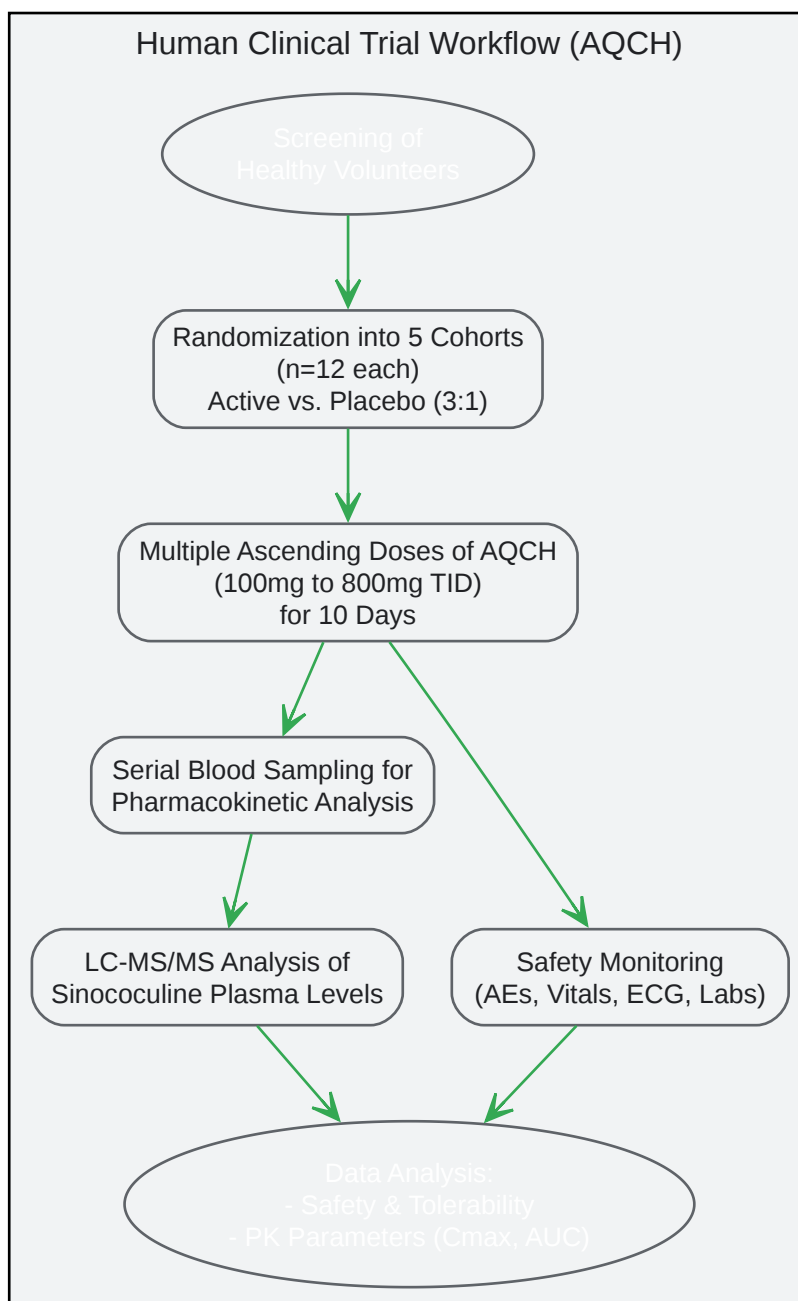 Human Clinical Trial Workflow (AQCH)
Screening of
Healthy Volunteers
Randomization into 5 Cohorts
(n=12 each)
Active vs. Placebo (3:1)
Multiple Ascending Doses of AQCH
(100mg to 800mg TID)
for 10 Days
Serial Blood Sampling for
Pharmacokinetic Analysis
LC-MS/MS Analysis of
Sinococuline Plasma Levels
Safety Monitoring
(AEs, Vitals, ECG, Labs)
Data Analysis:
- Safety & Tolerability
- PK Parameters (Cmax, AUC)